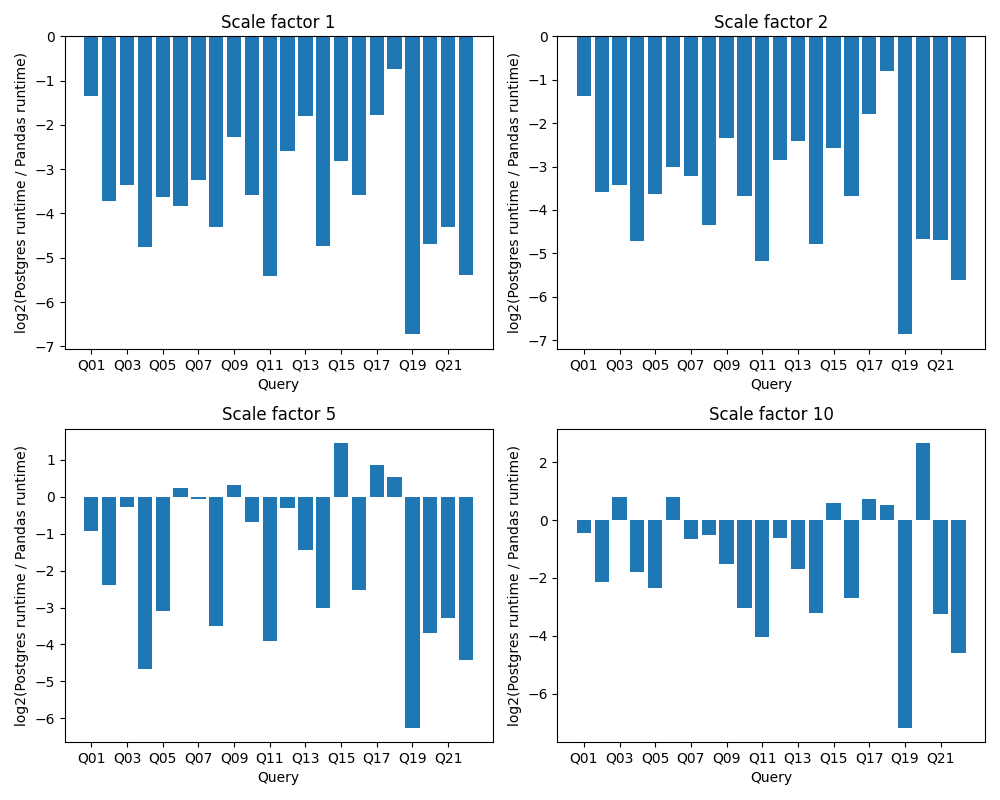 Scale factor 1
log2(Postgres runtime / Pandas runtime)
0
−1
−2
−3
−4
−5
−6
−7
Q01 Q03 Q05 Q07 Q09 Q11 Q13 Q15 Q17 Q19 Q21
Query
Scale factor 2
log2(Postgres runtime / Pandas runtime)
0
−1
−2
−3
−4
−5
−6
−7
Q01 Q03 Q05 Q07 Q09 Q11 Q13 Q15 Q17 Q19 Q21
Query
Scale factor 5
log2(Postgres runtime / Pandas runtime)
1
0
−1
−2
−3
−4
−5
−6
Q01 Q03 Q05 Q07 Q09 Q11 Q13 Q15 Q17 Q19 Q21
Query
Scale factor 10
log2(Postgres runtime / Pandas runtime)
2
0
−2
−4
−6
Q01 Q03 Q05 Q07 Q09 Q11 Q13 Q15 Q17 Q19 Q21
Query